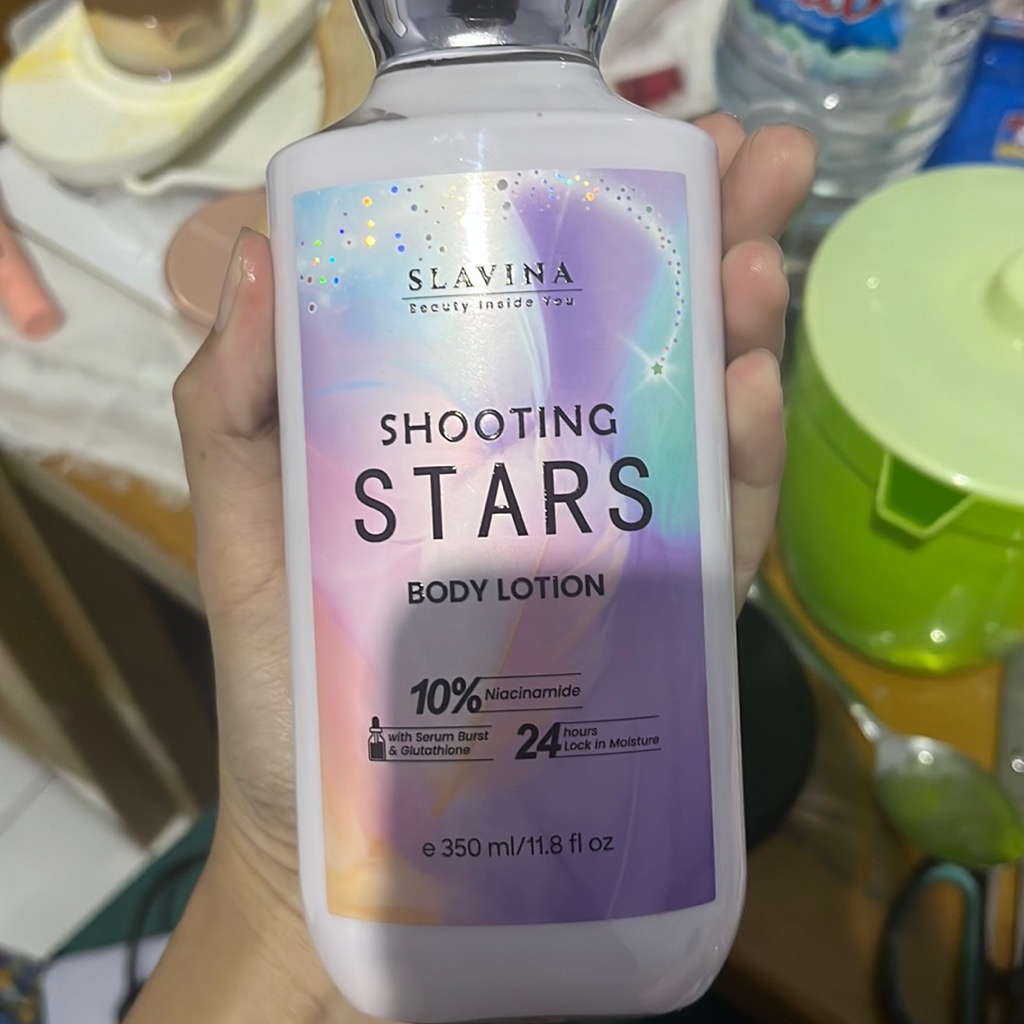 SLAVINA
Beauty Inside You
SHOOTING
STARS
BODY LOTION
10% Niacinamide
with Serum Burst
& Glutathione
24 hours
Lock in Moisture
e 350 ml/11.8 fl oz